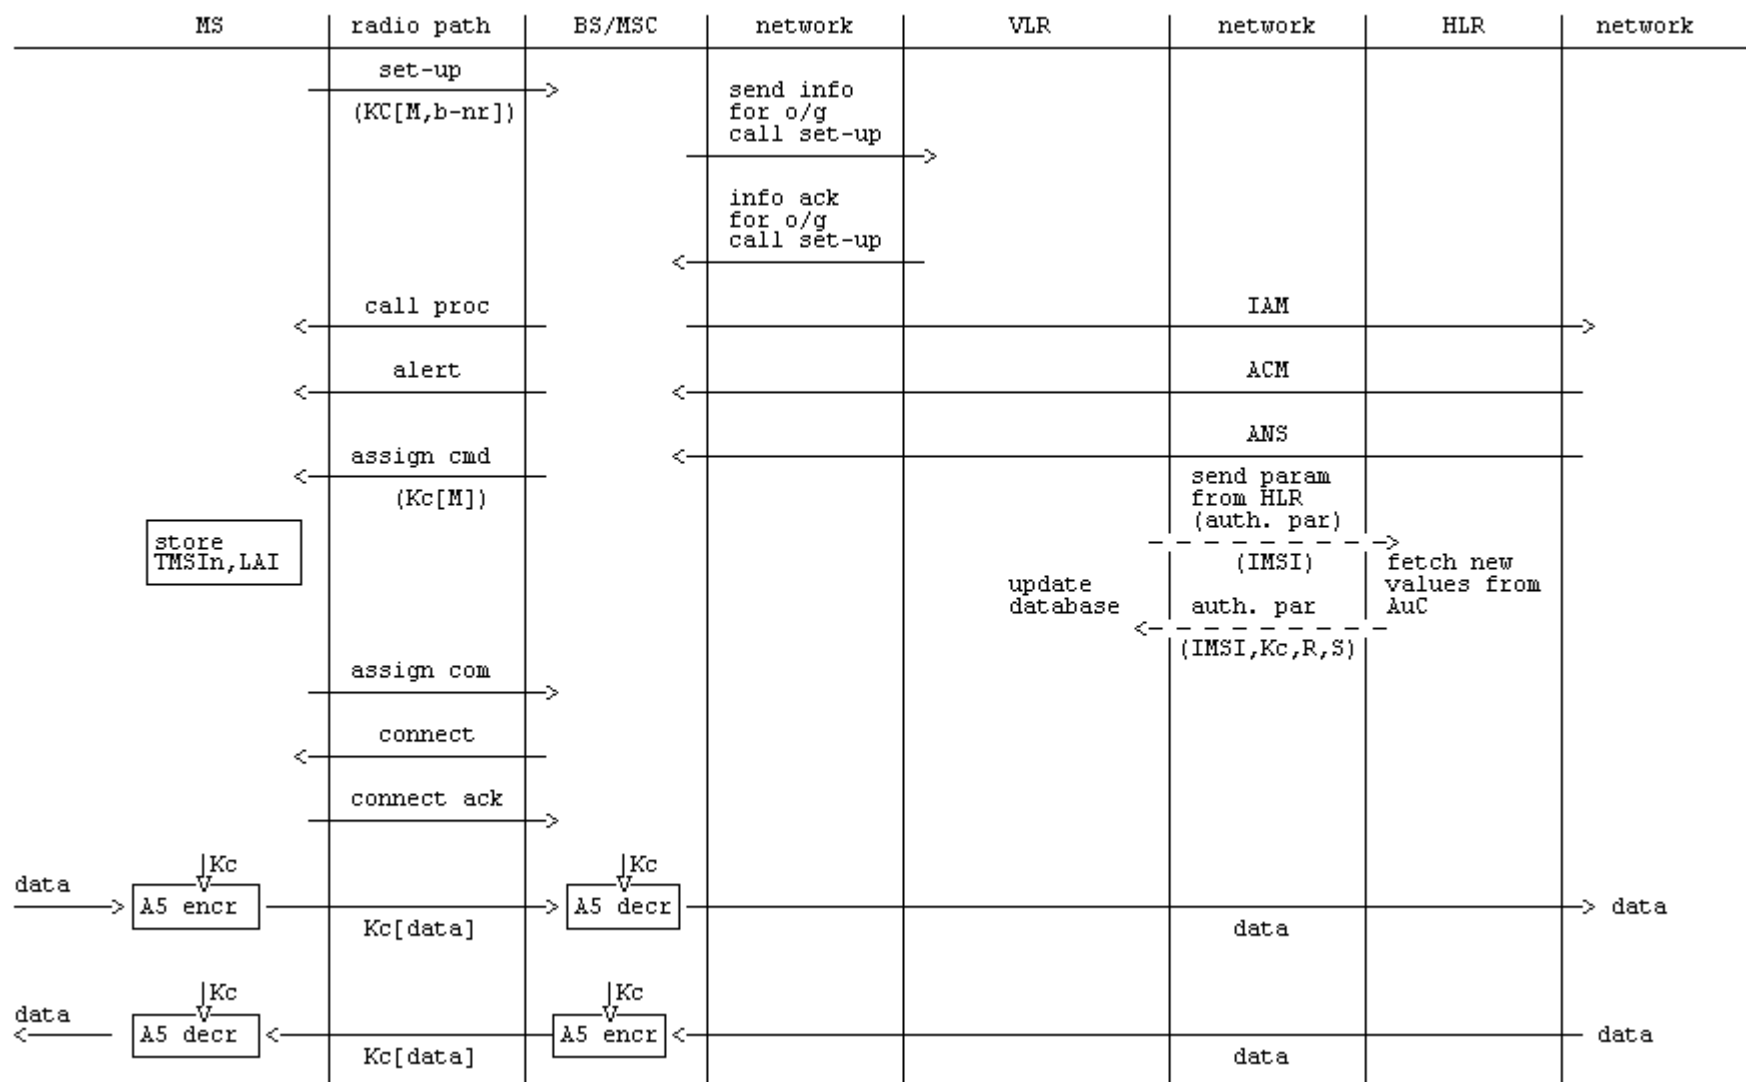 MS radio path BS/MSC network VLR network HLR network
set-up
(KC[M,b-nr])
send info
for o/g
call set-up
info ack
for o/g
call set-up
call proc IAM
alert ACM
ANS
assign cmd
(Kc[M])
send param
from HLR
(auth. par)
(IMSI)
store
TMSIn,LAI
fetch new
values from
AuC
update
database
auth. par
(IMSI,Kc,R,S)
assign com
connect
connect ack
Kc Kc
data A5 encr A5 decr data
Kc[data] data
Kc Kc
data A5 decr A5 encr data
Kc[data] data